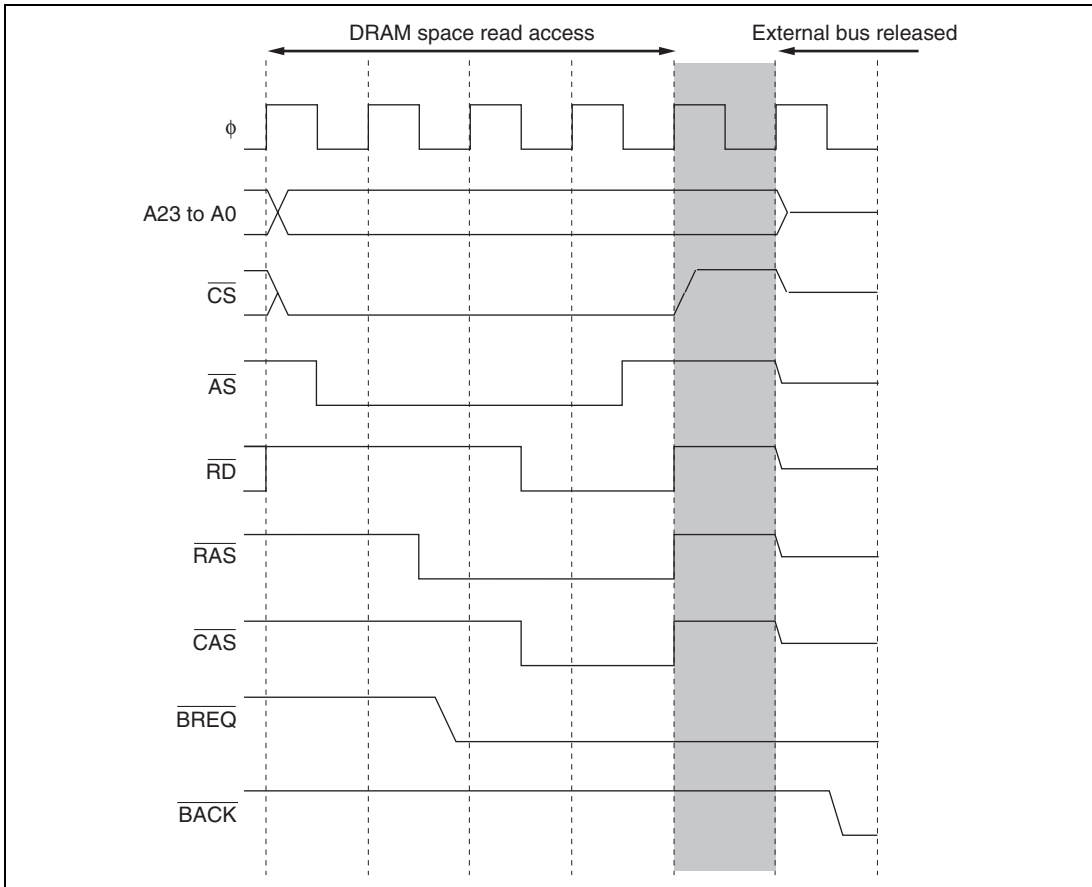 DRAM space read access
External bus released
ϕ
A23 to A0
CS
AS
RD
RAS
CAS
BREQ
BACK